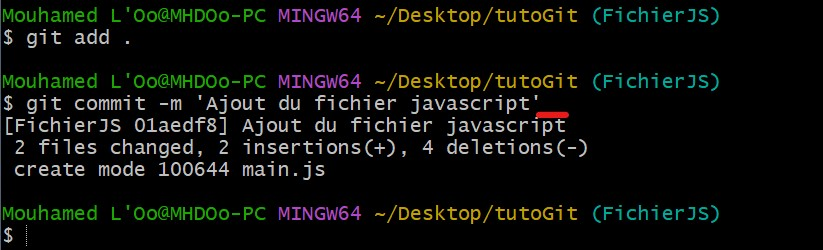 Mouhamed L'Oo@MHDOo-PC MINGW64 ~/Desktop/tutoGit (FichierJS)
$ git add .
Mouhamed L'Oo@MHDOo-PC MINGW64 ~/Desktop/tutoGit (FichierJS)
$ git commit -m 'Ajout du fichier javascript'
[FichierJS 01aedf8] Ajout du fichier javascript
 2 files changed, 2 insertions(+), 4 deletions(-)
 create mode 100644 main.js
Mouhamed L'Oo@MHDOo-PC MINGW64 ~/Desktop/tutoGit (FichierJS)
$